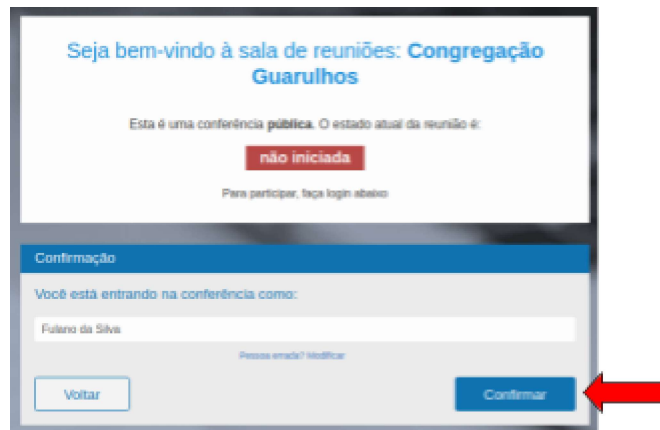 Seja bem-vindo à sala de reuniões: Congregação
Guarulhos
Esta é uma conferência pública. O estado atual da reunião é:
não iniciada
Para participar, faça login abaixo
Confirmação
Você está entrando na conferência como:
Fulano da Silva
Pessoa errada? Modificar
Voltar
Confirmar